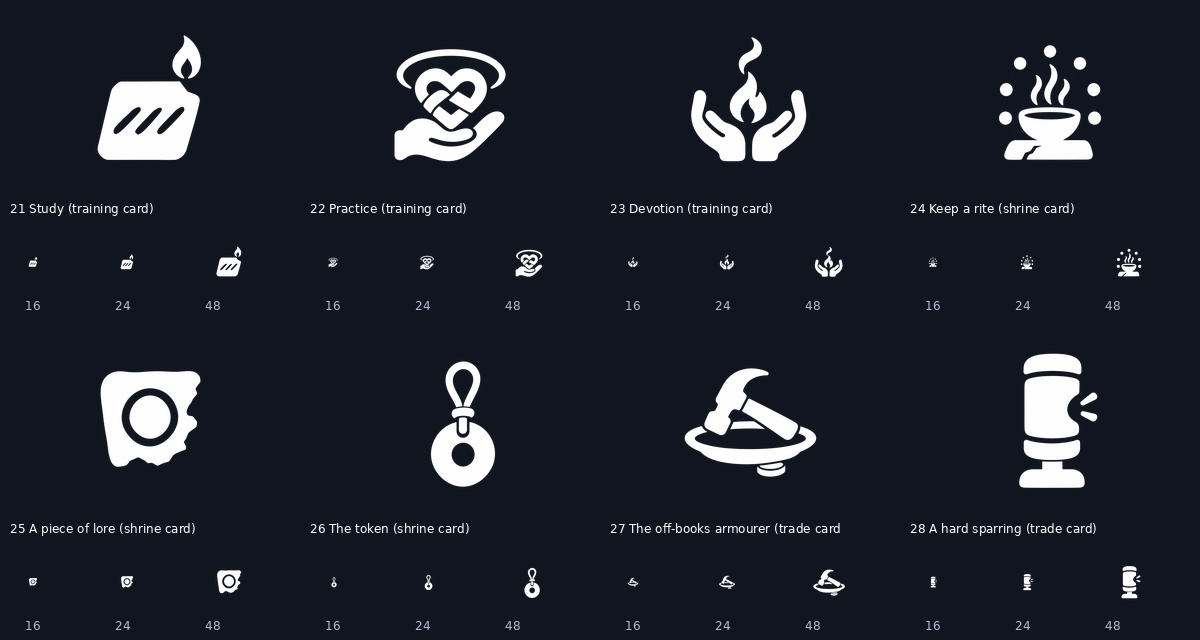 21 Study (training card)
22 Practice (training card)
23 Devotion (training card)
24 Keep a rite (shrine card)
16 24 48 16 24 48 16 24 48 16 24 48
25 A piece of lore (shrine card)
26 The token (shrine card)
27 The off-books armourer (trade card
28 A hard sparring (trade card)
16 24 48 16 24 48 16 24 48 16 24 48